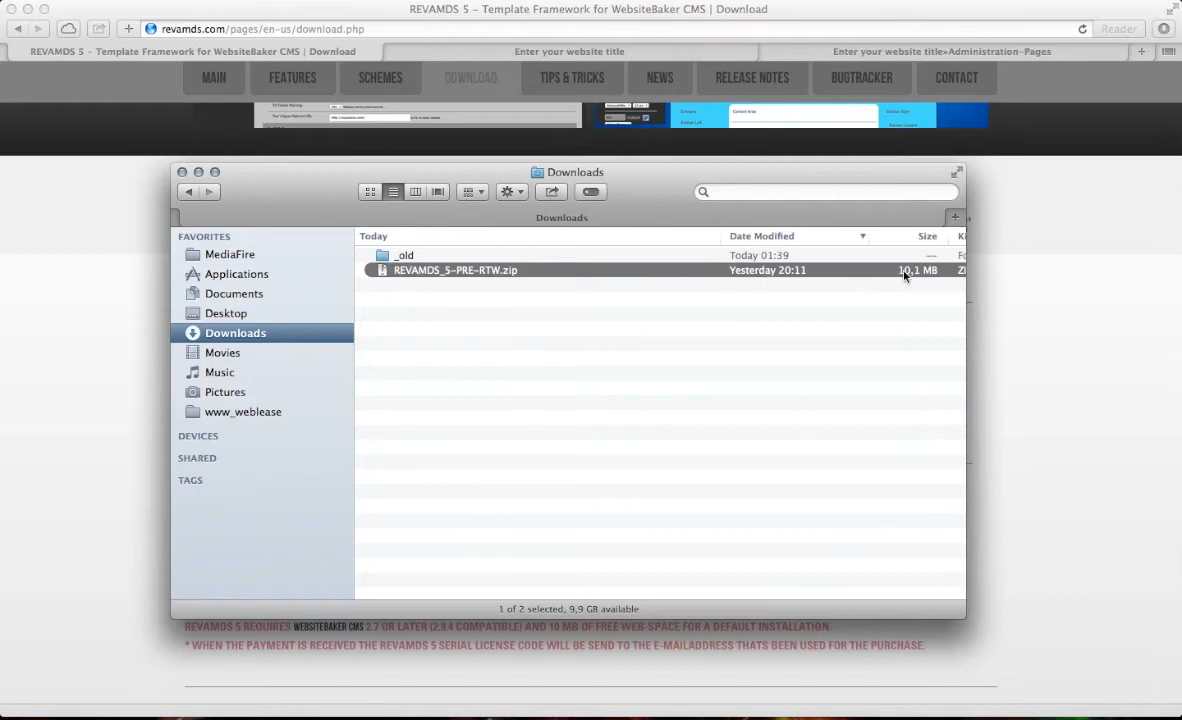 REVAMDS 5 – Template Framework for WebsiteBaker CMS | Download
revamds.com/pages/en-us/download.php
Reader
REVAMDS 5 – Template Framework for WebsiteBaker CMS | Download
Enter your website title
Enter your website title»Administration-Pages
MAIN
FEATURES
SCHEMES
DOWNLOAD
TIPS & TRICKS
NEWS
RELEASE NOTES
BUGTRACKER
CONTACT
Content Area
Sidebar Left
Downloads
Downloads
FAVORITES
MediaFire
Applications
Documents
Desktop
Downloads
Movies
Music
Pictures
www_weblease
DEVICES
SHARED
TAGS
Today
Date Modified
Size
_old
Today 01:39
--
REVAMDS_5-PRE-RTW.zip
Yesterday 20:11
10,1 MB
1 of 2 selected, 9,9 GB available
REVAMDS 5 REQUIRES WEBSITEBAKER CMS 2.7 OR LATER (2.9.4 COMPATIBLE) AND 10 MB OF FREE WEB-SPACE FOR A DEFAULT INSTALLATION.
* WHEN THE PAYMENT IS RECEIVED THE REVAMDS 5 SERIAL LICENSE CODE WILL BE SEND TO THE E-MAILADDRESS THATS BEEN USED FOR THE PURCHASE.